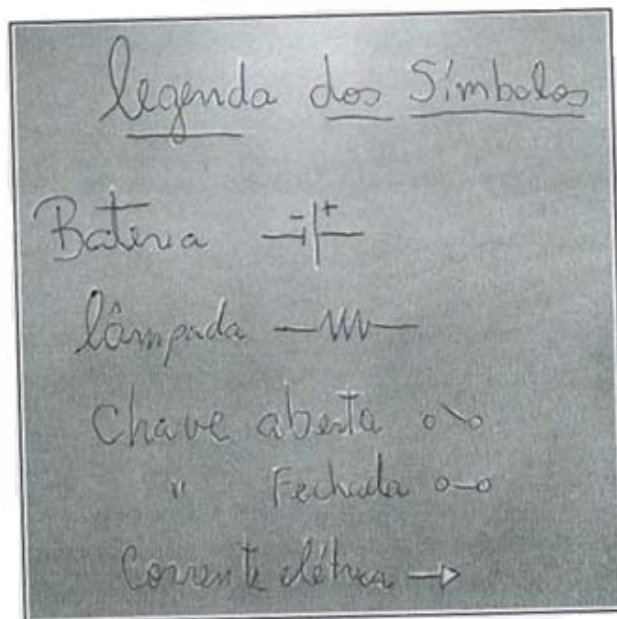 legenda dos Símbolos
Bateria - +
lâmpada
Chave aberta
" Fechada
Corrente elétrica